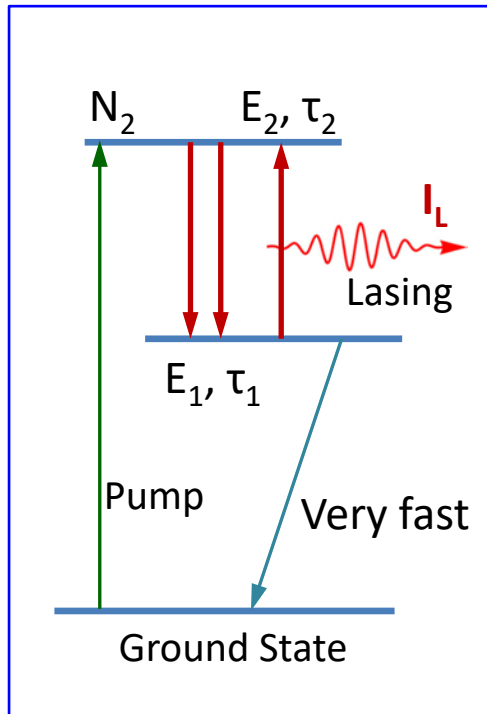 N₂ E₂, τ₂
I_L
Lasing
E₁, τ₁
Pump
Very fast
Ground State